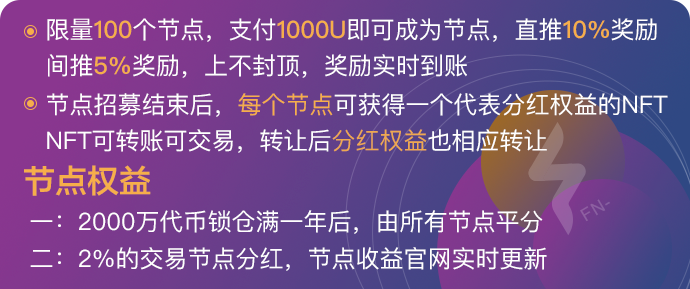 限量100个节点，支付1000U即可成为节点，直推10%奖励
间推5%奖励，上不封顶，奖励实时到账
节点招募结束后，每个节点可获得一个代表分红权益的NFT
NFT可转账可交易，转让后分红权益也相应转让
节点权益
一：2000万代币锁仓满一年后，由所有节点平分
二：2%的交易节点分红，节点收益官网实时更新
FN-